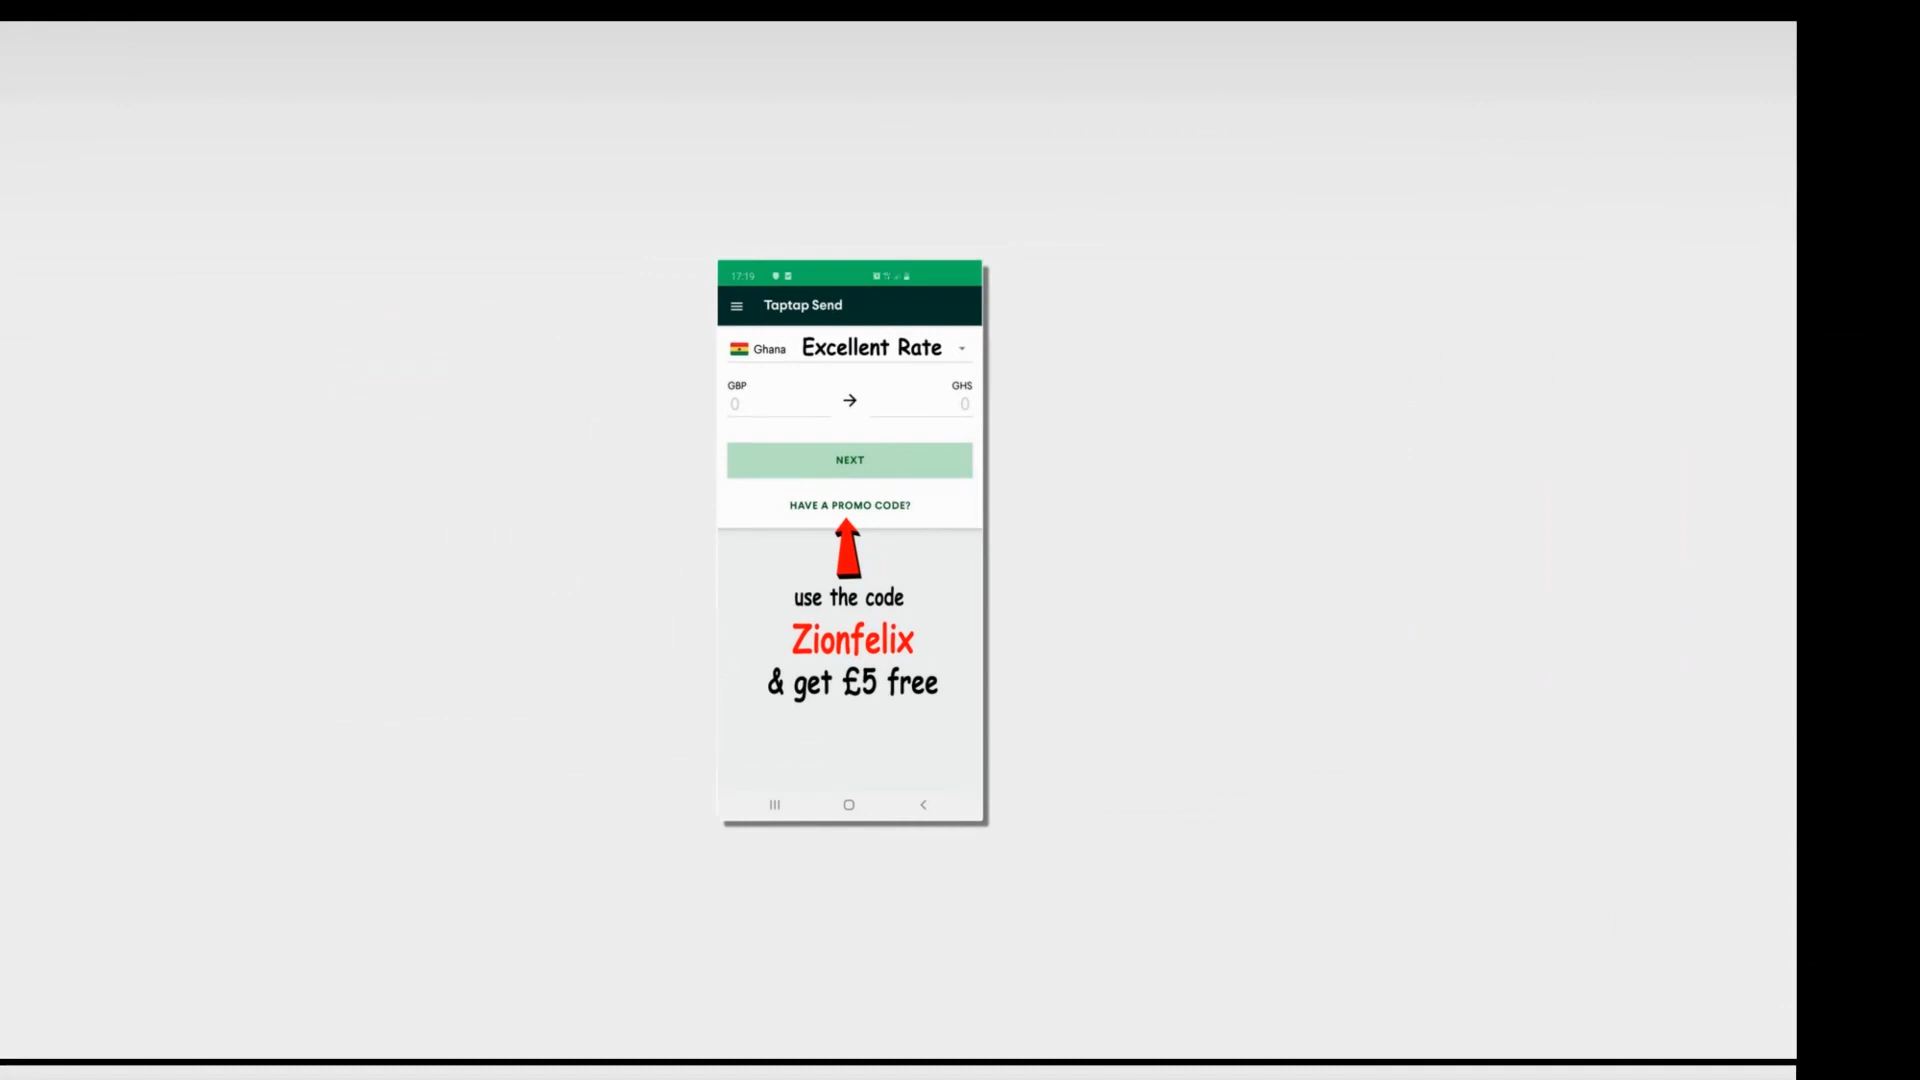 17:19
Taptap Send
Ghana Excellent Rate
GBP GHS
0 0
NEXT
HAVE A PROMO CODE?
use the code
Zionfelix
& get £5 free